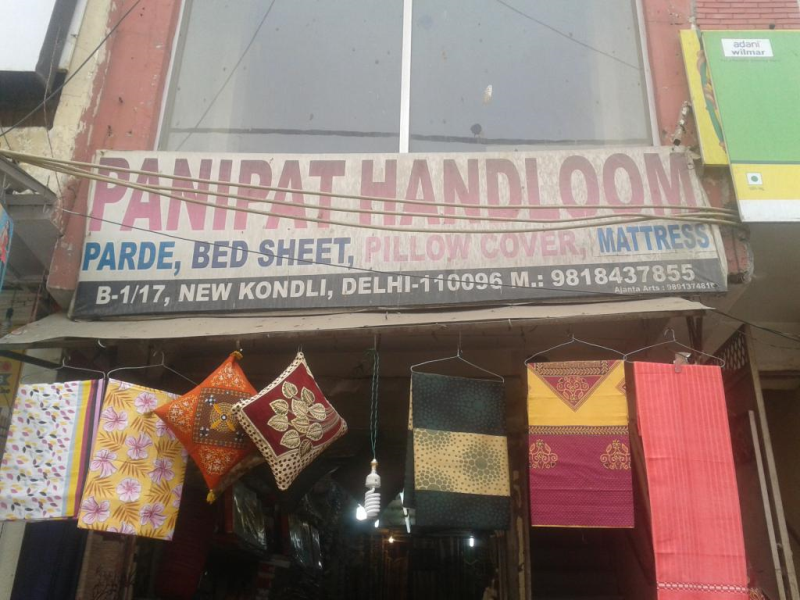 PANIPAT HANDLOOM
PARDE, BED SHEET, PILLOW COVER, MATTRESS
B-1/17, NEW KONDLI, DELHI-110096 M.: 9818437855
Ajanta Arts :
adani
wilmar